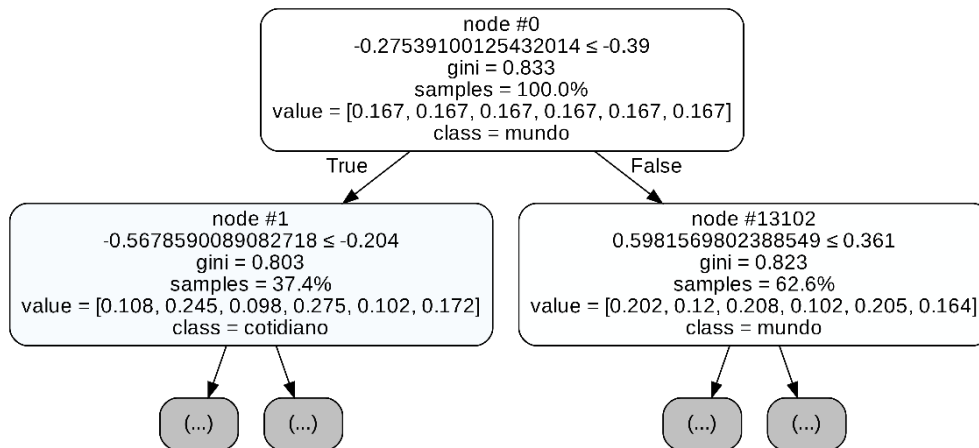 node #0
-0.27539100125432014 ≤ -0.39
gini = 0.833
samples = 100.0%
value = [0.167, 0.167, 0.167, 0.167, 0.167, 0.167]
class = mundo
True
False
node #1
-0.5678590089082718 ≤ -0.204
gini = 0.803
samples = 37.4%
value = [0.108, 0.245, 0.098, 0.275, 0.102, 0.172]
class = cotidiano
node #13102
0.5981569802388549 ≤ 0.361
gini = 0.823
samples = 62.6%
value = [0.202, 0.12, 0.208, 0.102, 0.205, 0.164]
class = mundo
(...)
(...)
(...)
(...)